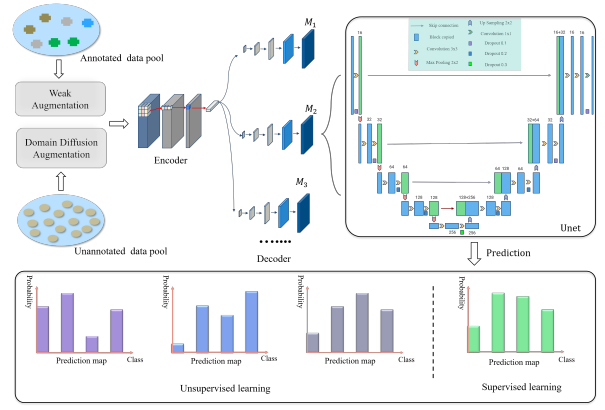 Annotated data pool
Weak
Augmentation
Domain Diffusion
Augmentation
Unannotated data pool
Encoder
M1
M2
M3
Decoder
Skip connection
Block copied
Convolution 3x3
Max Pooling 2x2
Up Sampling 2x2
Convolution 1x1
Dropout 0.1
Dropout 0.2
Dropout 0.3
16
16
16+32
16
32
32
32+64
32
64
64
64 128
64
128
128
128+256
128
256
256
Unet
Prediction
Probability
Prediction map
Class
Probability
Prediction map
Class
Probability
Prediction map
Class
Probability
Prediction map
Class
Unsupervised learning
Supervised learning